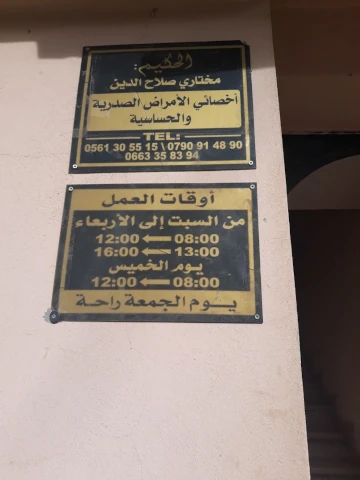 الحكيم:
مختاري صلاح الدين
أخصائي الأمراض الصدرية
والحساسية
TEL:
0561 30 55 15 \ 0790 91 48 90
0663 35 83 94
أوقات العمل
من السبت إلى الأربعاء
08:00 ← 12:00
13:00 ← 16:00
يوم الخميس
08:00 ← 12:00
يوم الجمعة راحة